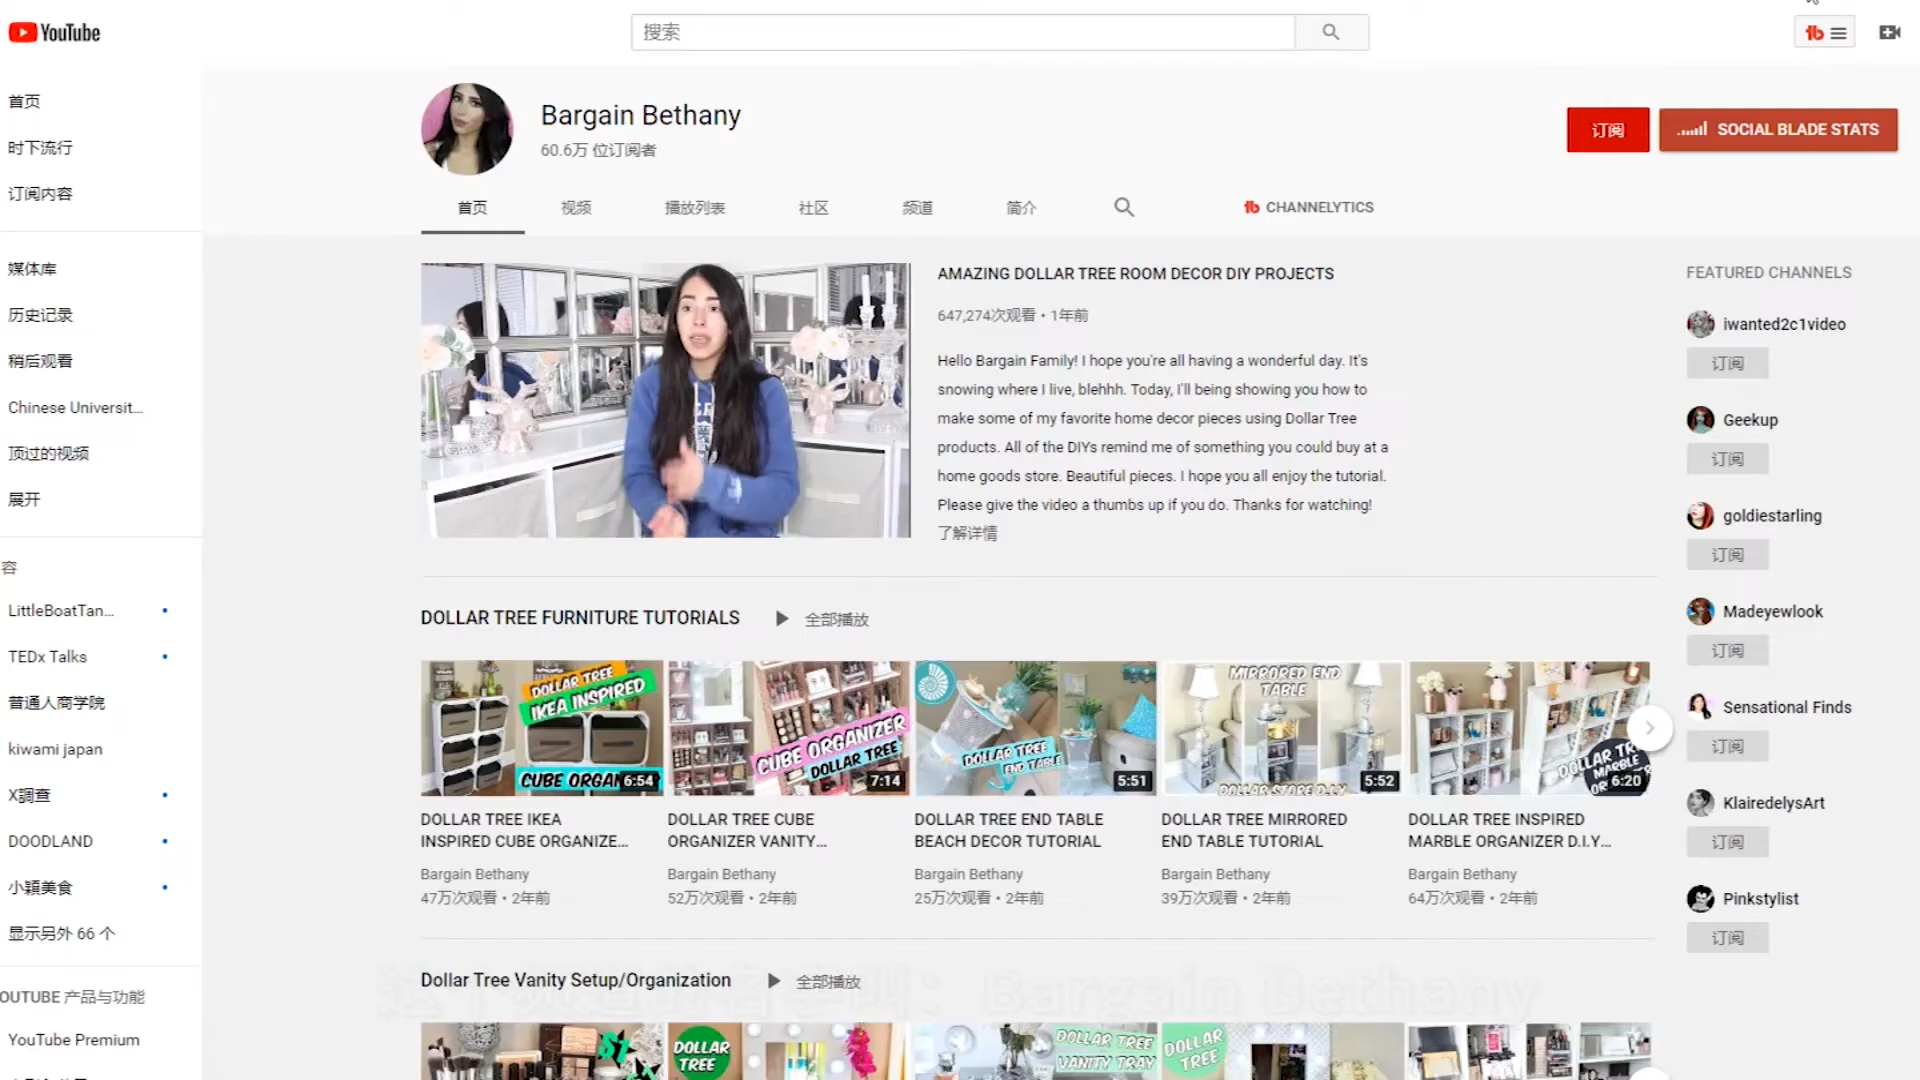 YouTube
搜索
首页
时下流行
订阅内容
媒体库
历史记录
稍后观看
Chinese Universit...
顶过的视频
展开
容
LittleBoatTan...
TEDx Talks
普通人商学院
kiwami japan
X調查
DOODLAND
小穎美食
显示另外 66 个
OUTUBE 产品与功能
YouTube Premium
Bargain Bethany
60.6万 位订阅者
订阅
SOCIAL BLADE STATS
首页 视频 播放列表 社区 频道 简介 CHANNELYTICS
AMAZING DOLLAR TREE ROOM DECOR DIY PROJECTS
647,274次观看 • 1年前
Hello Bargain Family! I hope you're all having a wonderful day. It's
snowing where I live, blehhh. Today, I'll being showing you how to
make some of my favorite home decor pieces using Dollar Tree
products. All of the DIYs remind me of something you could buy at a
home goods store. Beautiful pieces. I hope you all enjoy the tutorial.
Please give the video a thumbs up if you do. Thanks for watching!
了解详情
DOLLAR TREE FURNITURE TUTORIALS 全部播放
DOLLAR TREE
IKEA INSPIRED
CUBE ORGAN
6:54
CUBE ORGANIZER
DOLLAR TREE
7:14
DOLLAR TREE
END TABLE
5:51
MIRRORED END
TABLE
DOLLAR STORE D.I.Y
5:52
DOLLAR TR
MARBLE
OR
6:20
DOLLAR TREE IKEA
INSPIRED CUBE ORGANIZE...
Bargain Bethany
47万次观看 • 2年前
DOLLAR TREE CUBE
ORGANIZER VANITY...
Bargain Bethany
52万次观看 • 2年前
DOLLAR TREE END TABLE
BEACH DECOR TUTORIAL
Bargain Bethany
25万次观看 • 2年前
DOLLAR TREE MIRRORED
END TABLE TUTORIAL
Bargain Bethany
39万次观看 • 2年前
DOLLAR TREE INSPIRED
MARBLE ORGANIZER D.I.Y...
Bargain Bethany
64万次观看 • 2年前
Dollar Tree Vanity Setup/Organization 全部播放
Bargain Bethany
$1
DOLLAR
TREE
DOLLAR TREE
VANITY TRAY
DOLLAR
TREE
FEATURED CHANNELS
iwanted2c1video
订阅
Geekup
订阅
goldiestarling
订阅
Madeyewlook
订阅
Sensational Finds
订阅
KlairedelysArt
订阅
Pinkstylist
订阅